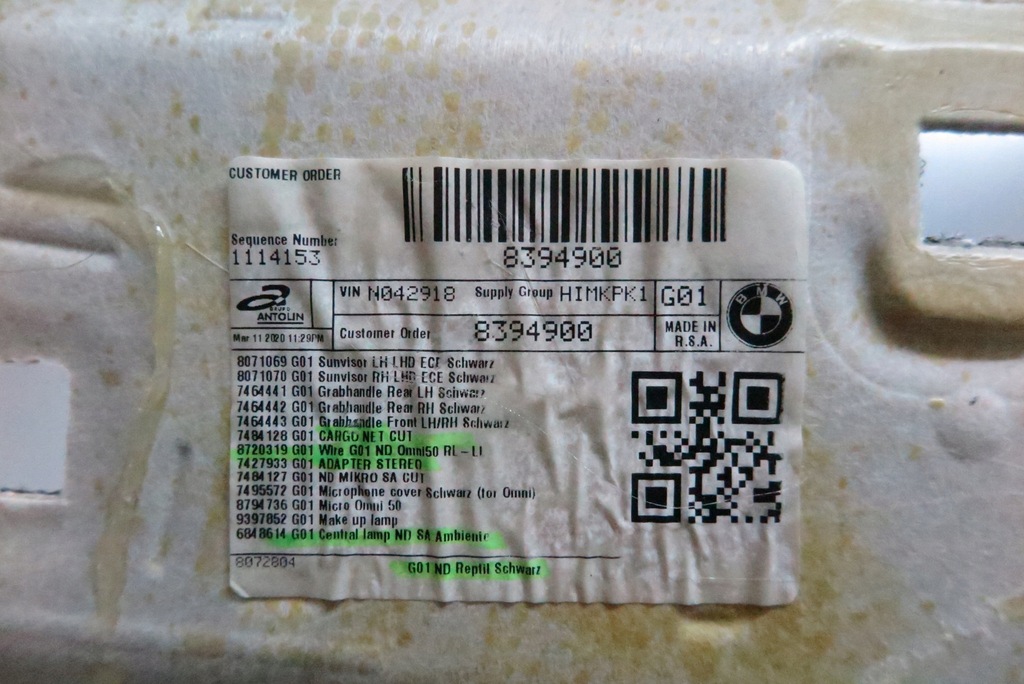 CUSTOMER ORDER
Sequence Number
1114153
8394900
GRUPO
ANTOLIN
Mar 11 2020 11:29PM
VIN N042918 Supply Group HIMKPK1
Customer Order 8394900
G01
MADE IN
R.S.A.
BMW
8071069 G01 Sunvisor LH LHD ECE Schwarz
8071070 G01 Sunvisor RH LHD ECE Schwarz
7464441 G01 Grabhandle Rear LH Schwarz
7464442 G01 Grabhandle Rear RH Schwarz
7464443 G01 Grabhandle Front LH/RH Schwarz
7484128 G01 CARGO NET CUT
8720319 G01 Wire G01 ND Omni50 RL-LI
7427933 G01 ADAPTER STEREO
7484127 G01 ND MIKRO SA CUT
7495572 G01 Microphone cover Schwarz (for Omni)
8794736 G01 Micro Omni 50
9397852 G01 Make up lamp
6848614 G01 Central lamp ND SA Ambiente
8072804
G01 ND Reptil Schwarz